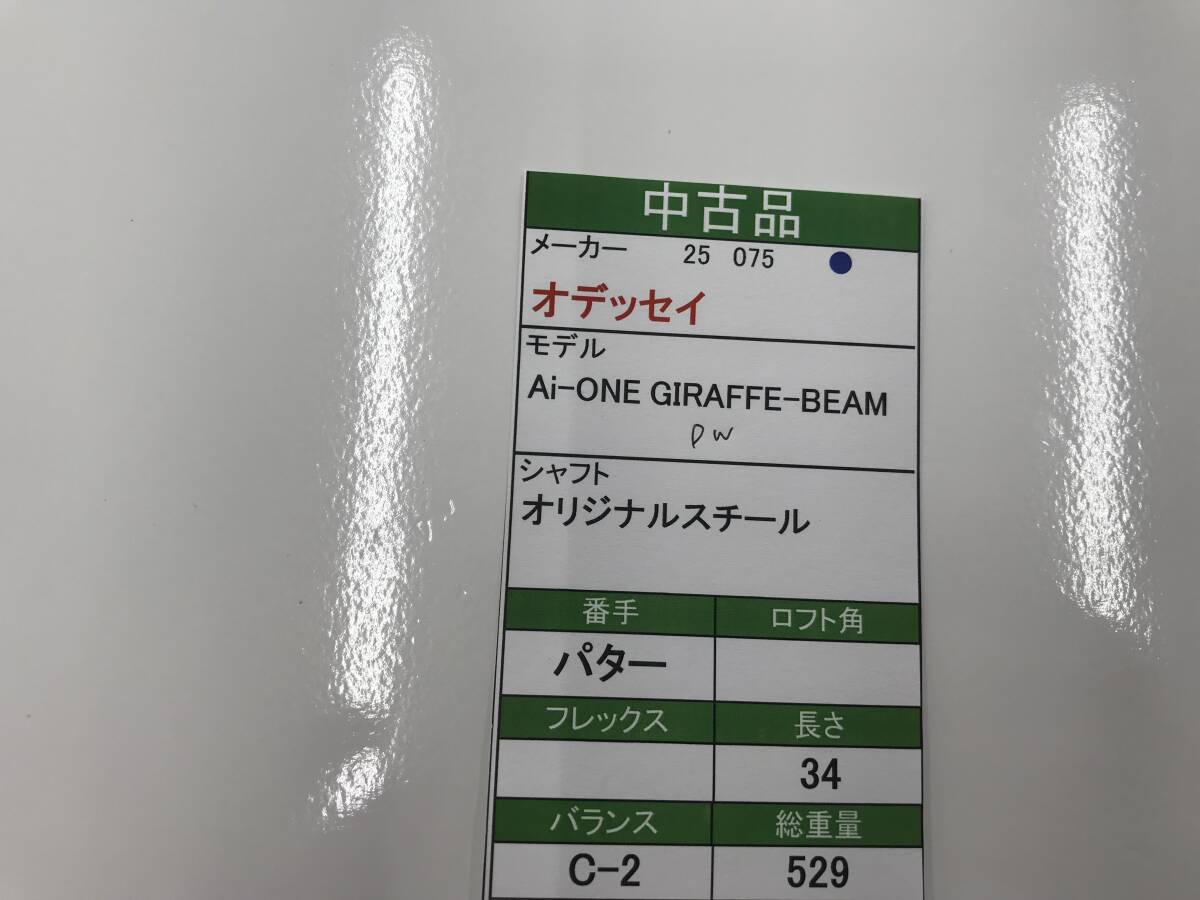 中古品
メーカー 25 075
オデッセイ
モデル
Ai-ONE GIRAFFE-BEAM
DW
シャフト
オリジナルスチール
番手 ロフト角
パター
フレックス 長さ
34
バランス 総重量
C-2 529